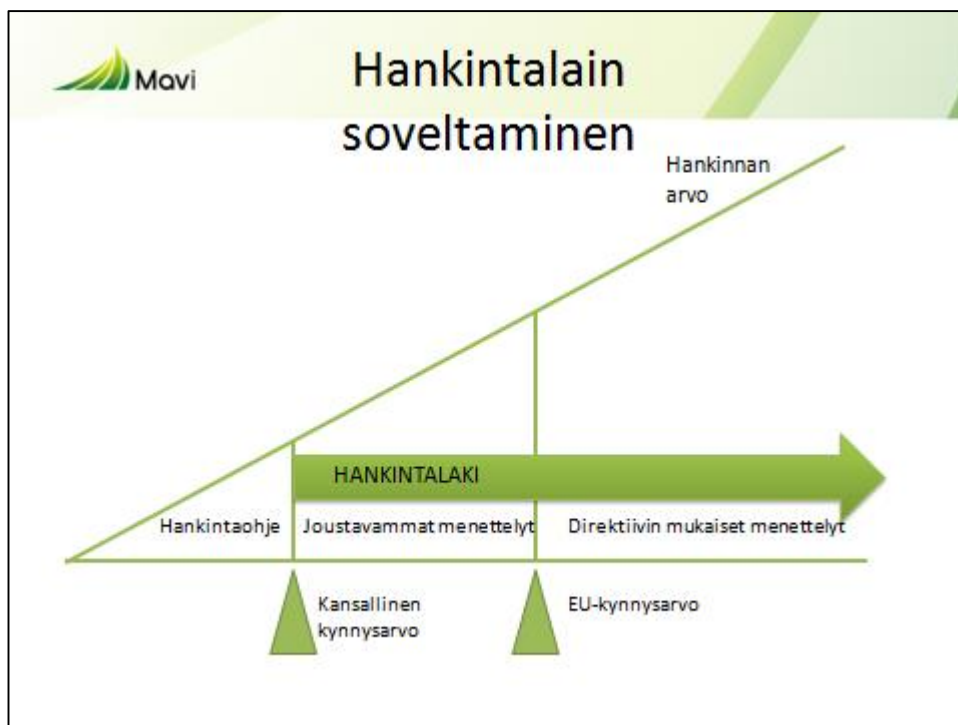 Mavi
Hankintalain
soveltaminen
Hankinnan
arvo
HANKINTALAKI
Hankintaohje
Joustavammat menettelyt
Direktiivin mukaiset menettelyt
Kansallinen
kynnysarvo
EU-kynnysarvo